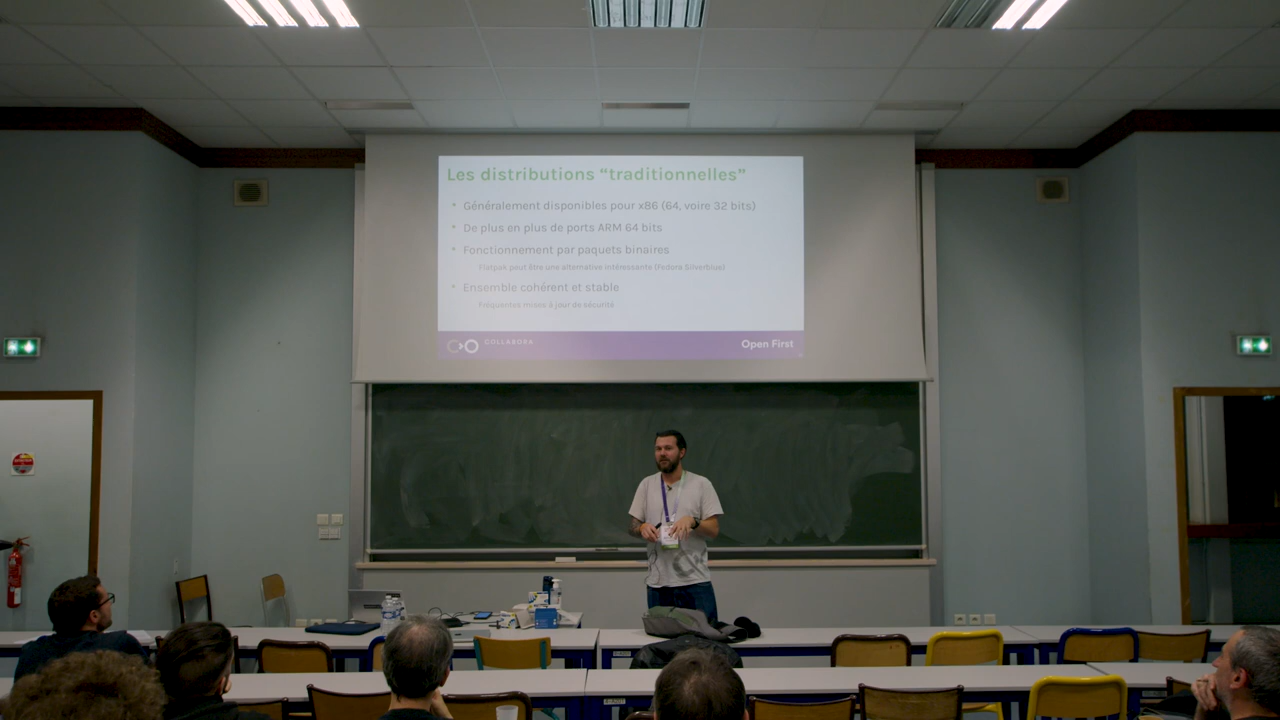 Les distributions “traditionnelles”
Généralement disponibles pour x86 (64, voire 32 bits)
De plus en plus de ports ARM 64 bits
Fonctionnement par paquets binaires
Flatpak peut être une alternative intéressante (Fedora Silverblue)
Ensemble cohérent et stable
Fréquentes mises à jour de sécurité
COLLABORA
Open First